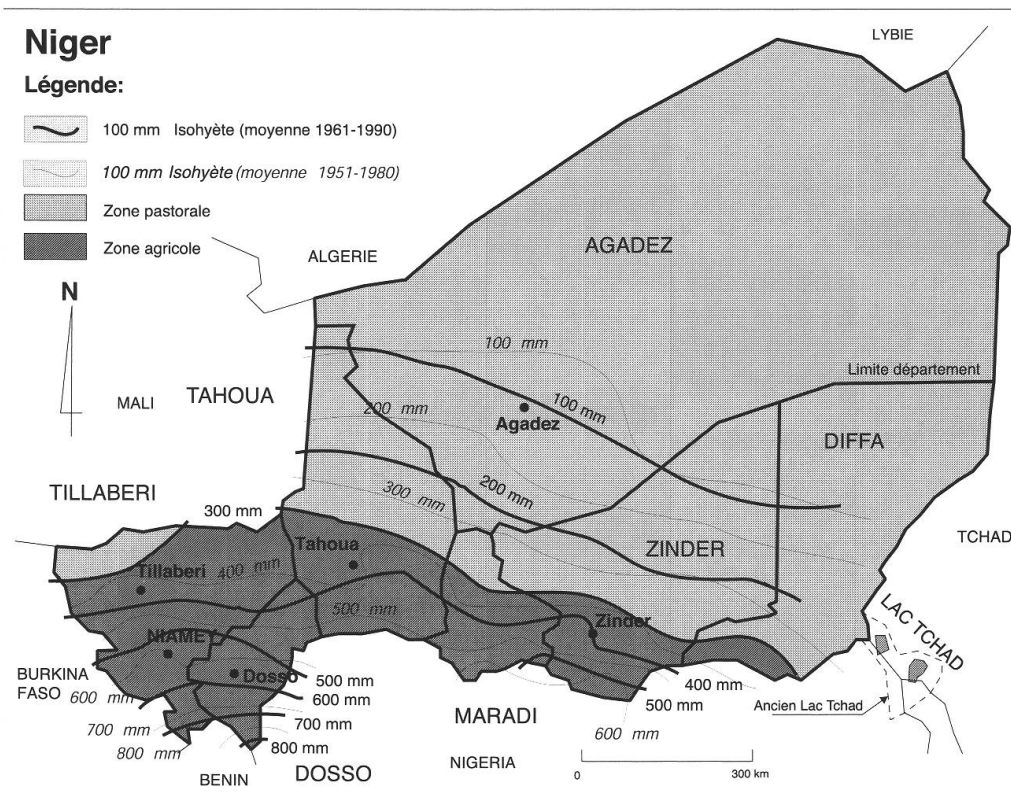 Niger
Légende:
100 mm Isohyète (moyenne 1961-1990)
100 mm Isohyète (moyenne 1951-1980)
Zone pastorale
Zone agricole
N
LYBIE
ALGERIE
AGADEZ
100 mm
Limite département
MALI
TAHOUA
200 mm
100 mm
Agadez
DIFFA
TILLABERI
300 mm
200 mm
300 mm
TCHAD
Tahoua
ZINDER
Tillaberi
400 mm
500 mm
LAC TCHAD
Zinder
NIAMEY
BURKINA
FASO
600 mm
Dosso
500 mm
400 mm
600 mm
500 mm
Ancien Lac Tchad
700 mm
700 mm
MARADI
800 mm
800 mm
600 mm
BENIN
DOSSO
NIGERIA
0
300 km